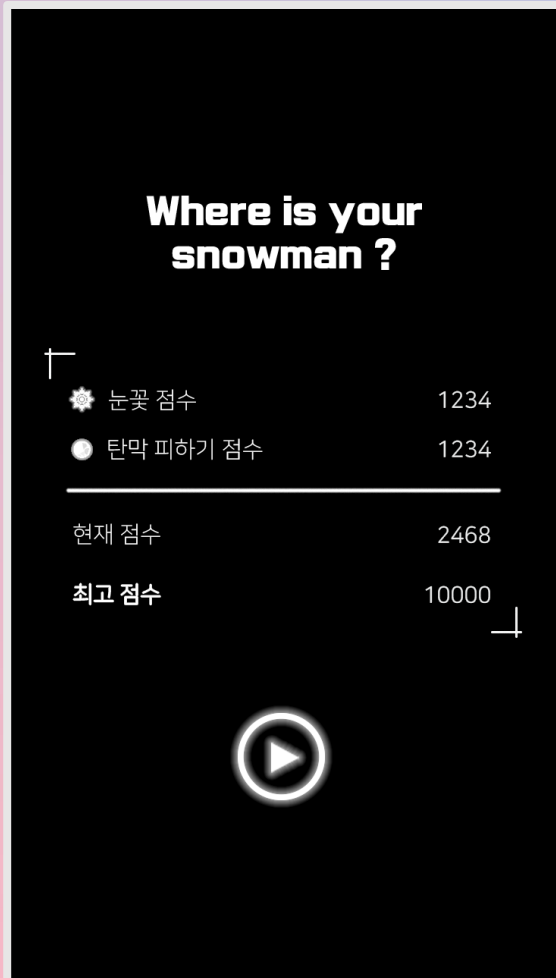 Where is your
snowman ?
눈꽃 점수 1234
탄막 피하기 점수 1234
현재 점수 2468
최고 점수 10000